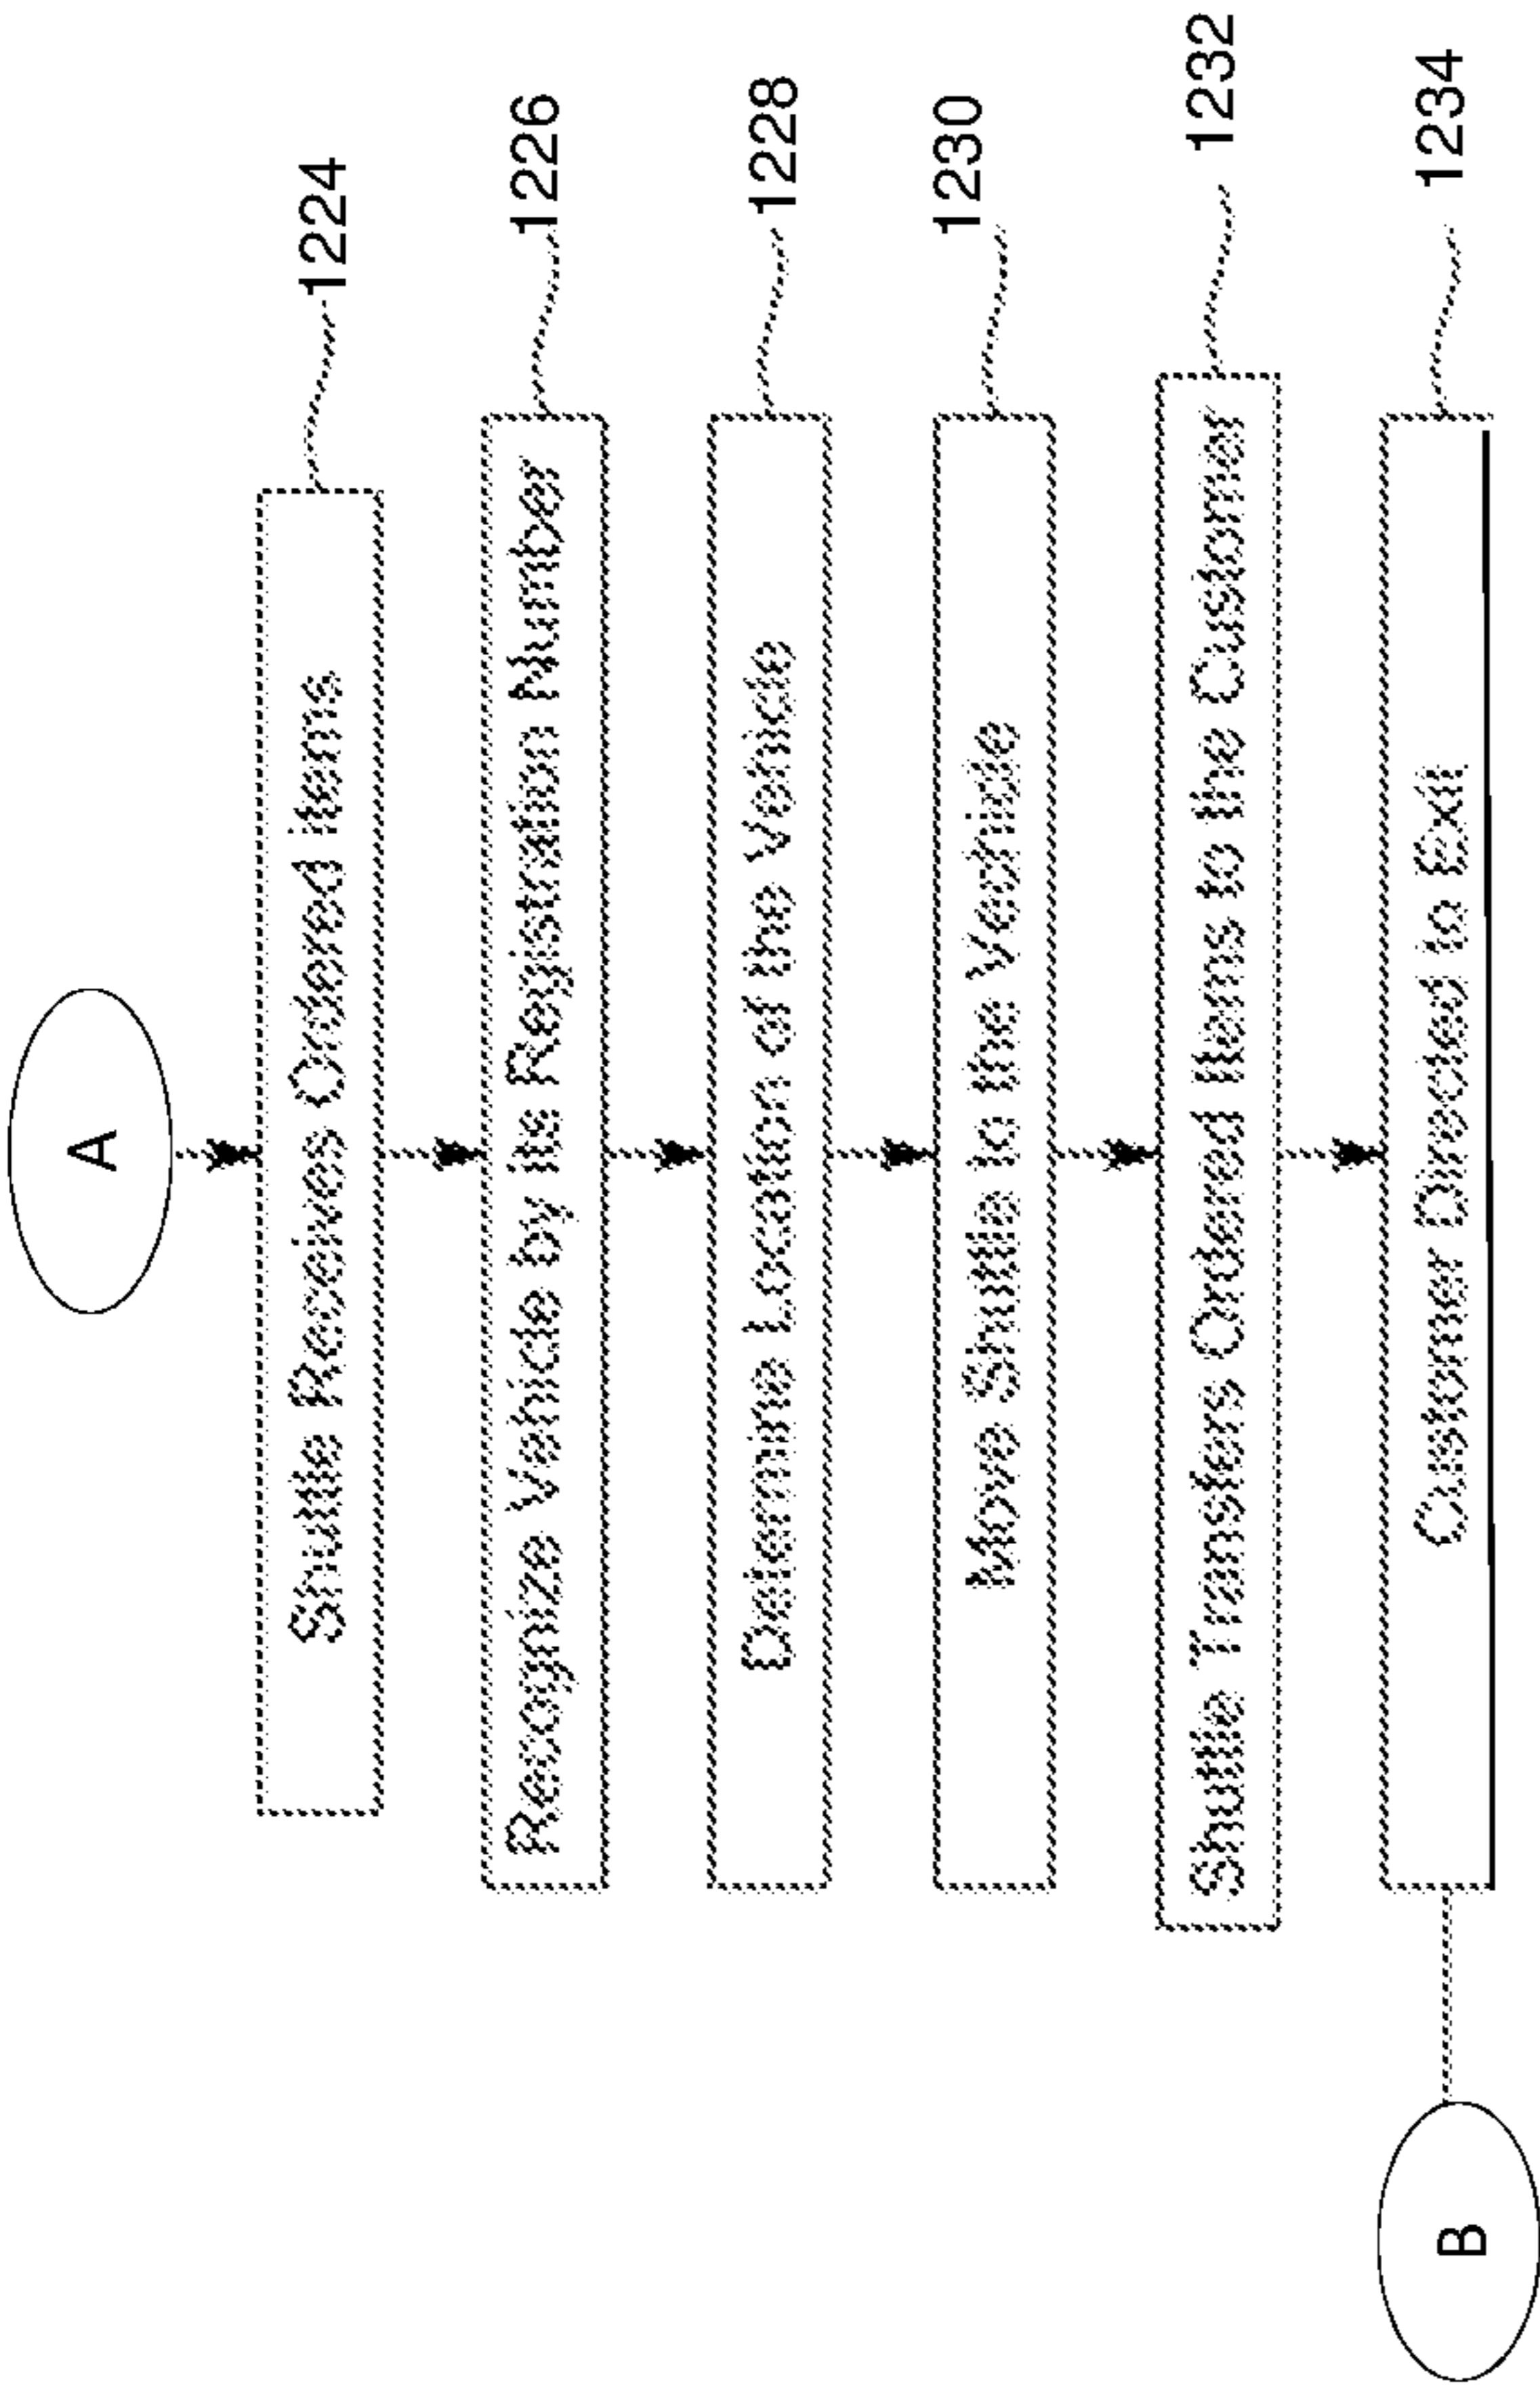 A
Shuttle Receives Ordered items
1224
Recognize Vehicle by its Registration Number
1226
Determine Location of the Vehicle
1228
Move Shuttle to the Vechicle
1230
Shuttle Transfers Ordered Items to the Customer
1232
Customer Directed to Exit
1234
B